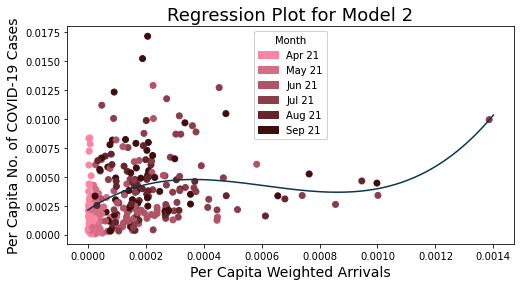 Regression Plot for Model 2
Per Capita No. of COVID-19 Cases
0.0175
0.0150
0.0125
0.0100
0.0075
0.0050
0.0025
0.0000
Month
Apr 21
May 21
Jun 21
Jul 21
Aug 21
Sep 21
0.0000 0.0002 0.0004 0.0006 0.0008 0.0010 0.0012 0.0014
Per Capita Weighted Arrivals